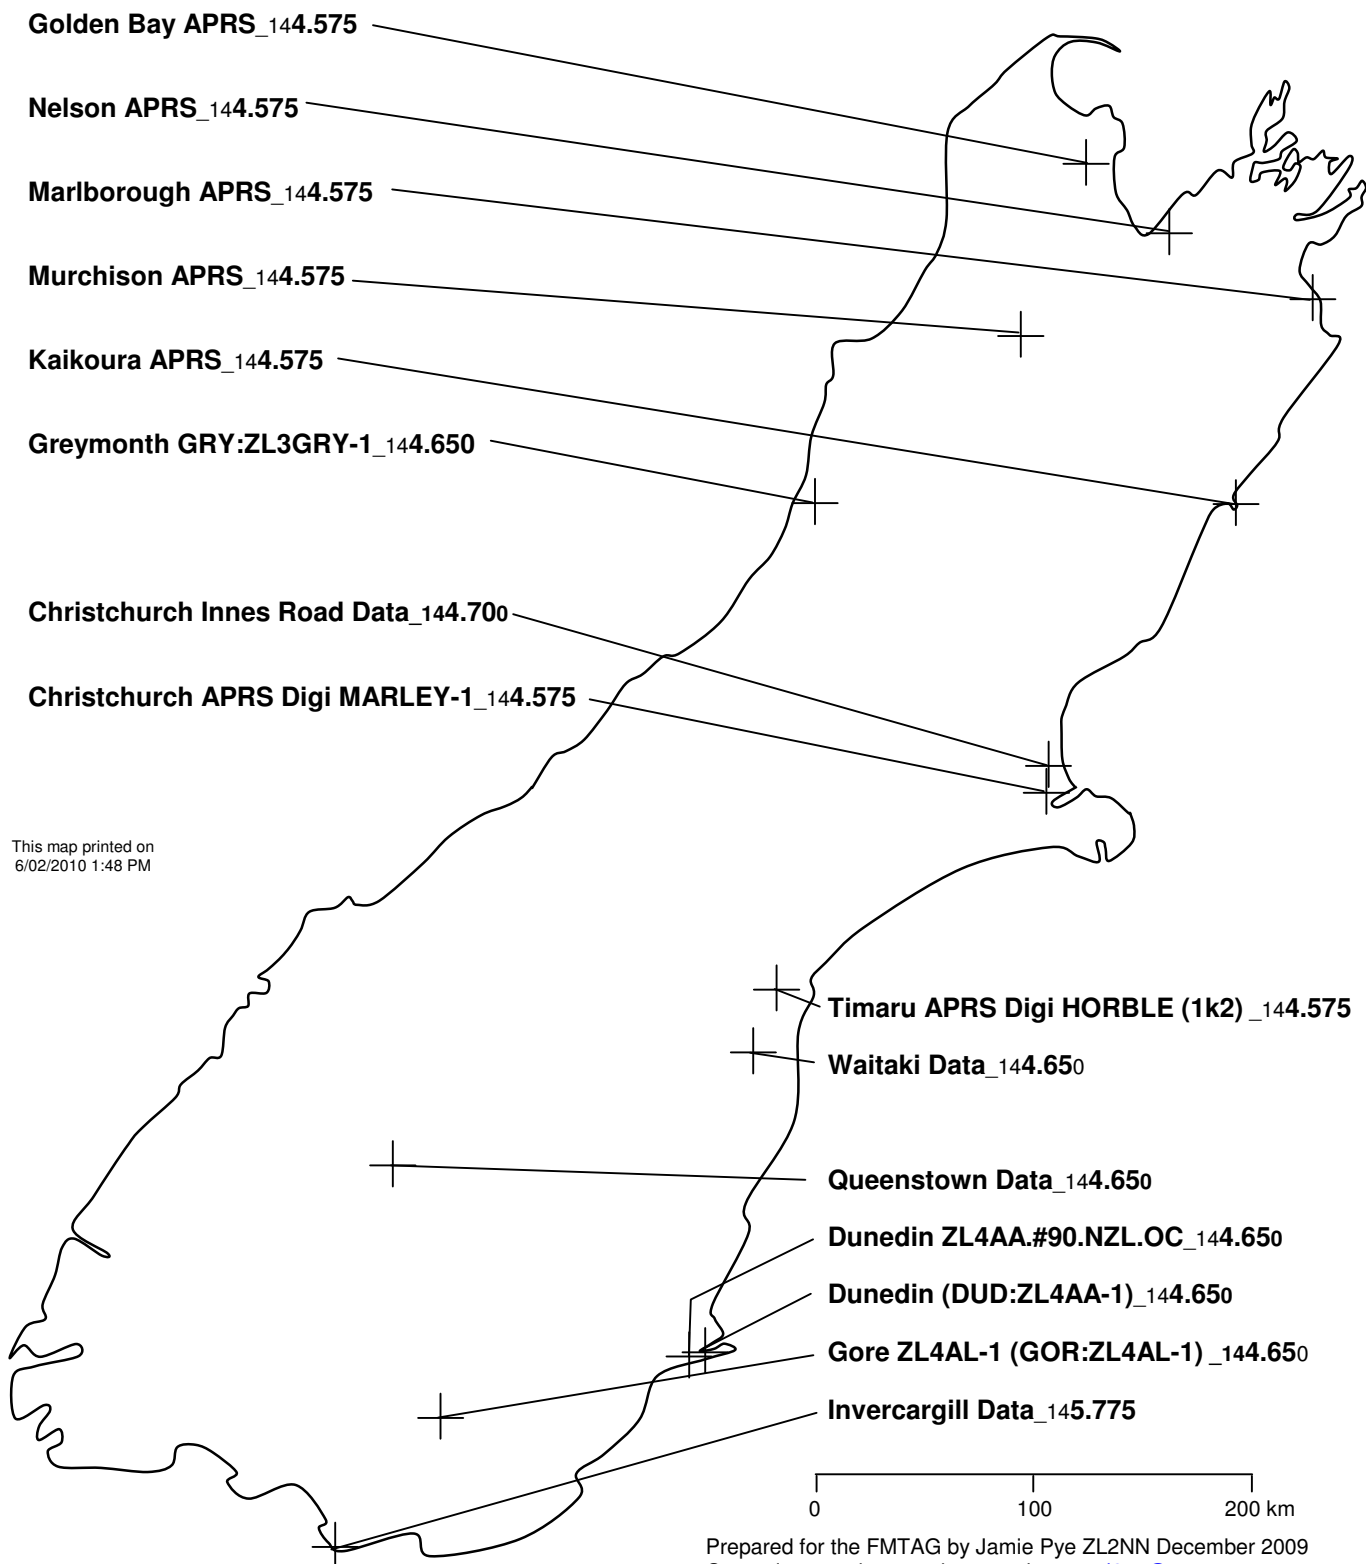 Golden Bay APRS_144.575
Nelson APRS_144.575
Marlborough APRS_144.575
Murchison APRS_144.575
Kaikoura APRS_144.575
Greymonth GRY:ZL3GRY-1_144.650
Christchurch Innes Road Data_144.700
Christchurch APRS Digi MARLEY-1_144.575
This map printed on
6/02/2010 1:48 PM
Timaru APRS Digi HORBLE (1k2) _144.575
Waitaki Data_144.650
Queenstown Data_144.650
Dunedin ZL4AA.#90.NZL.OC_144.650
Dunedin (DUD:ZL4AA-1)_144.650
Gore ZL4AL-1 (GOR:ZL4AL-1) _144.650
Invercargill Data_145.775
0 100 200 km
Prepared for the FMTAG by Jamie Pye ZL2NN December 2009